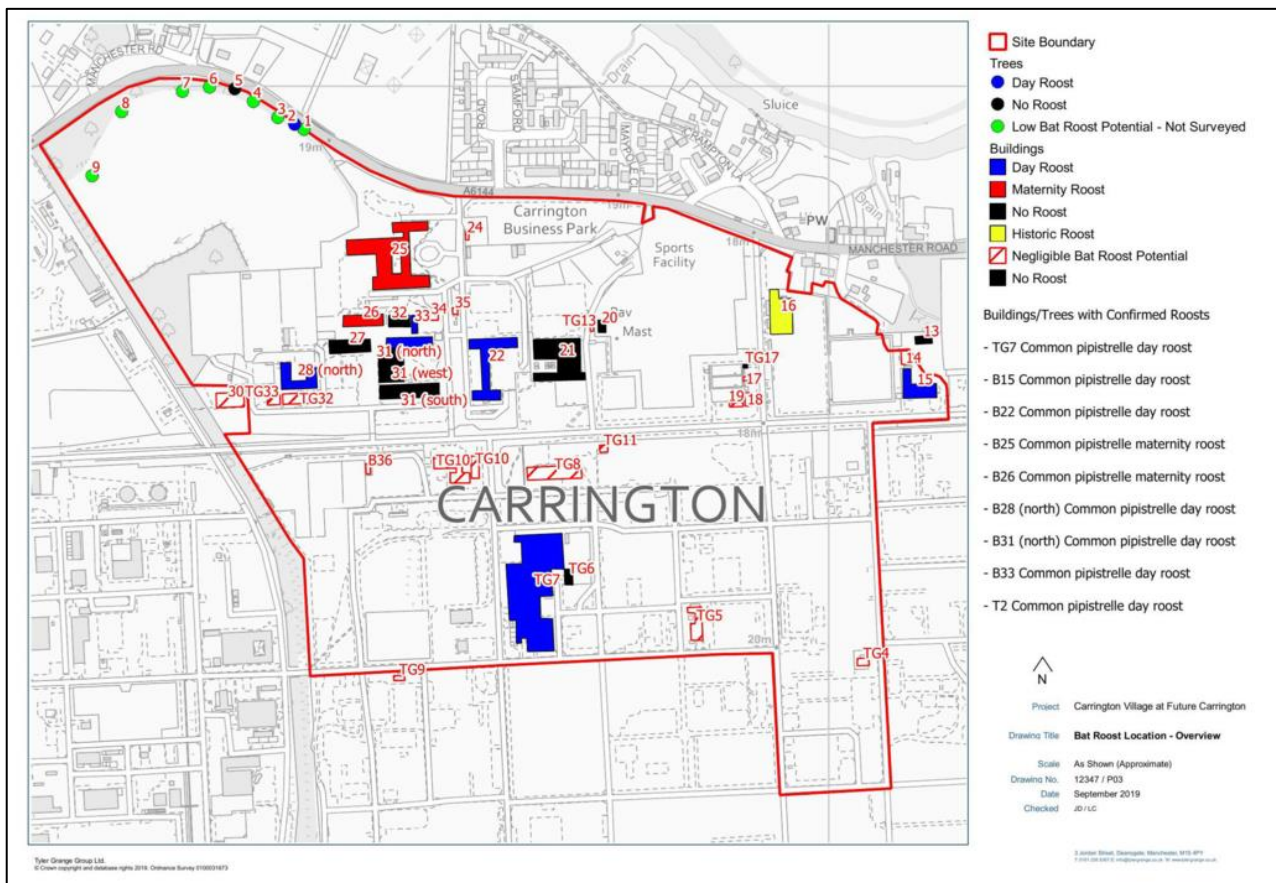 MANCHESTER RD
7
6
5
4
3
2
1
8
9
19m
ROAD
STAMFORD
MAYPOLE
CRAMPTON
LA
Drain
Sluice
A6144
19m
Carrington
Business Park
Sports
Facility
PW
Drain
18m
MANCHESTER ROAD
24
25
26
32
33
34
35
TG13
20
Mast
16
13
27
31 (north)
22
21
TG17
14
28 (north)
31 (west)
17
15
30
TG33
TG32
31 (south)
19
18
18m
TG11
B36
TG10
TG10
TG8
CARRINGTON
TG6
TG7
TG5
20m
TG4
TG9
Site Boundary
Trees
Day Roost
No Roost
Low Bat Roost Potential - Not Surveyed
Buildings
Day Roost
Maternity Roost
No Roost
Historic Roost
Negligible Bat Roost Potential
No Roost
Buildings/Trees with Confirmed Roosts
- TG7 Common pipistrelle day roost
- B15 Common pipistrelle day roost
- B22 Common pipistrelle day roost
- B25 Common pipistrelle maternity roost
- B26 Common pipistrelle maternity roost
- B28 (north) Common pipistrelle day roost
- B31 (north) Common pipistrelle day roost
- B33 Common pipistrelle day roost
- T2 Common pipistrelle day roost
N
Project Carrington Village at Future Carrington
Drawing Title Bat Roost Location - Overview
Scale As Shown (Approximate)
Drawing No. 12347 / P03
Date September 2019
Checked JD / LC
Tyler Grange Group Ltd.
© Crown copyright and database rights 2019. Ordnance Survey 0100031673